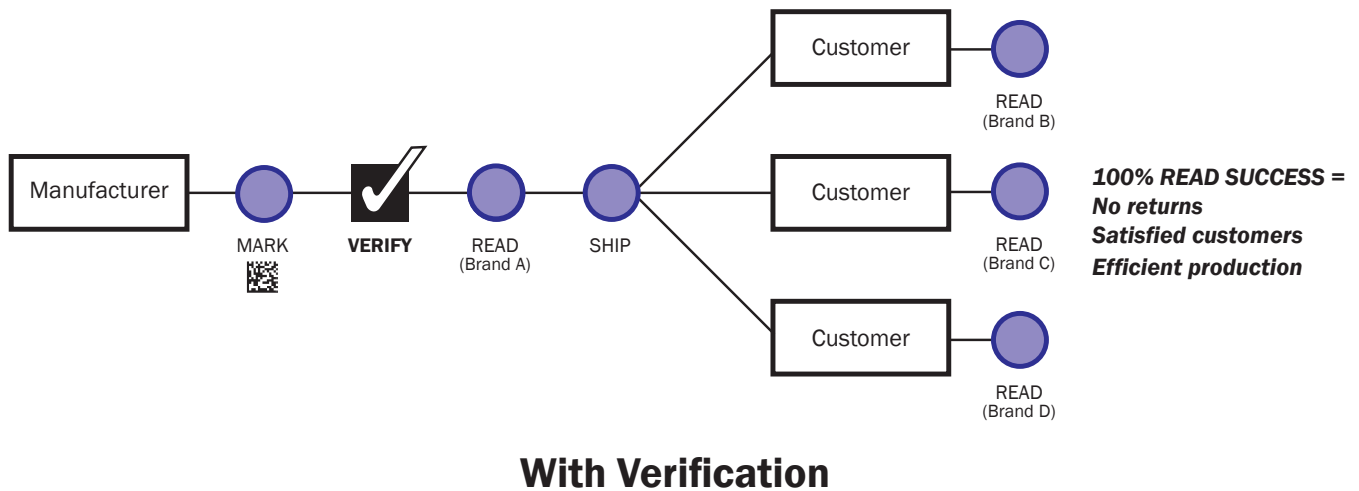 Manufacturer
MARK
VERIFY
READ
(Brand A)
SHIP
Customer
READ
(Brand B)
Customer
READ
(Brand C)
Customer
READ
(Brand D)
100% READ SUCCESS =
No returns
Satisfied customers
Efficient production
With Verification